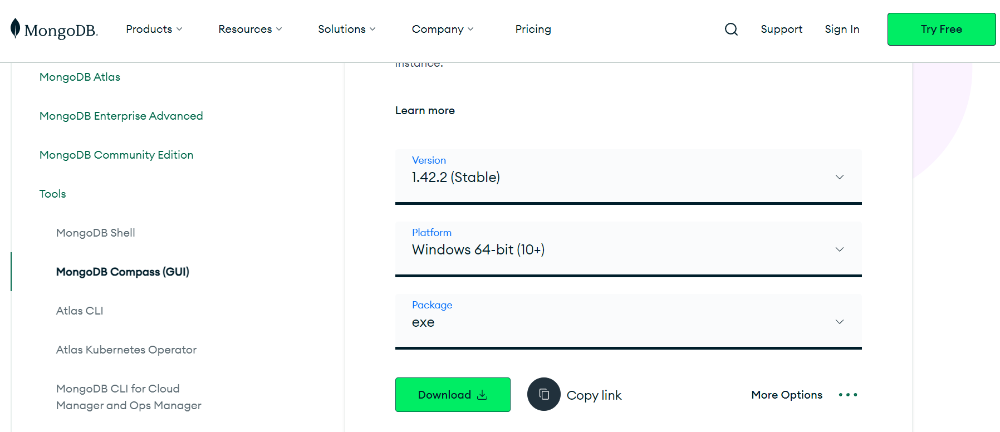 MongoDB.
Products
Resources
Solutions
Company
Pricing
Support
Sign In
Try Free
MongoDB Atlas
MongoDB Enterprise Advanced
MongoDB Community Edition
Tools
MongoDB Shell
MongoDB Compass (GUI)
Atlas CLI
Atlas Kubernetes Operator
MongoDB CLI for Cloud
Manager and Ops Manager
instance.
Learn more
Version
1.42.2 (Stable)
Platform
Windows 64-bit (10+)
Package
exe
Download
Copy link
More Options